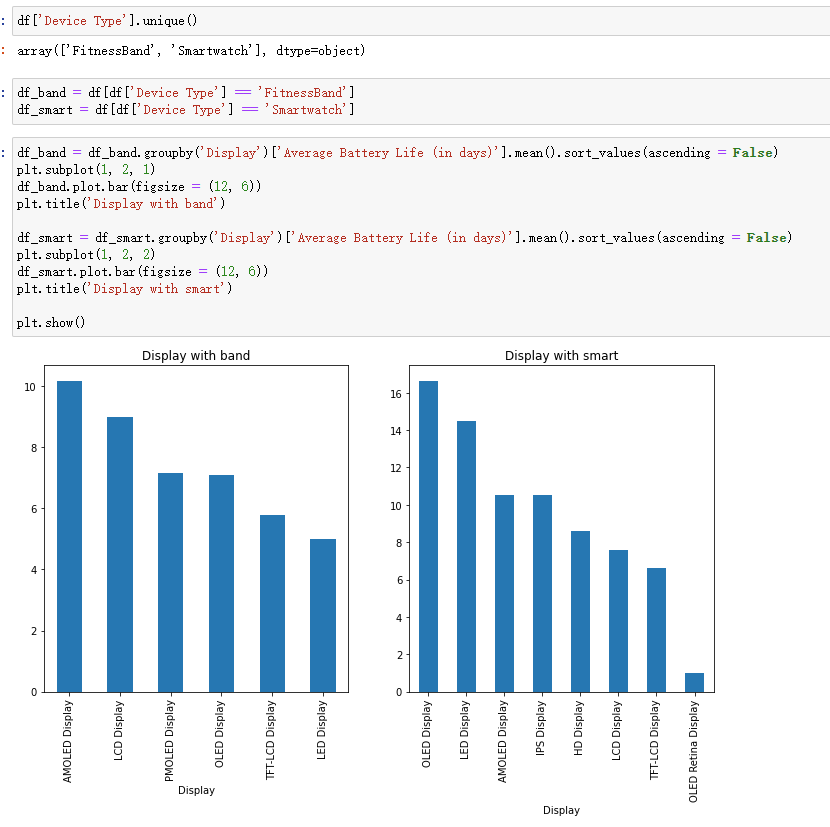 : df['Device Type'].unique()
: array(['FitnessBand', 'Smartwatch'], dtype=object)
: df_band = df[df['Device Type'] == 'FitnessBand']
df_smart = df[df['Device Type'] == 'Smartwatch']
: df_band = df_band.groupby('Display')['Average Battery Life (in days)'].mean().sort_values(ascending = False)
plt.subplot(1, 2, 1)
df_band.plot.bar(figsize = (12, 6))
plt.title('Display with band')
df_smart = df_smart.groupby('Display')['Average Battery Life (in days)'].mean().sort_values(ascending = False)
plt.subplot(1, 2, 2)
df_smart.plot.bar(figsize = (12, 6))
plt.title('Display with smart')
plt.show()
Display with band
10
8
6
4
2
0
AMOLED Display
LCD Display
PMOLED Display
OLED Display
TFT-LCD Display
LED Display
Display
Display with smart
16
14
12
10
8
6
4
2
0
OLED Display
LED Display
AMOLED Display
IPS Display
HD Display
LCD Display
TFT-LCD Display
OLED Retina Display
Display